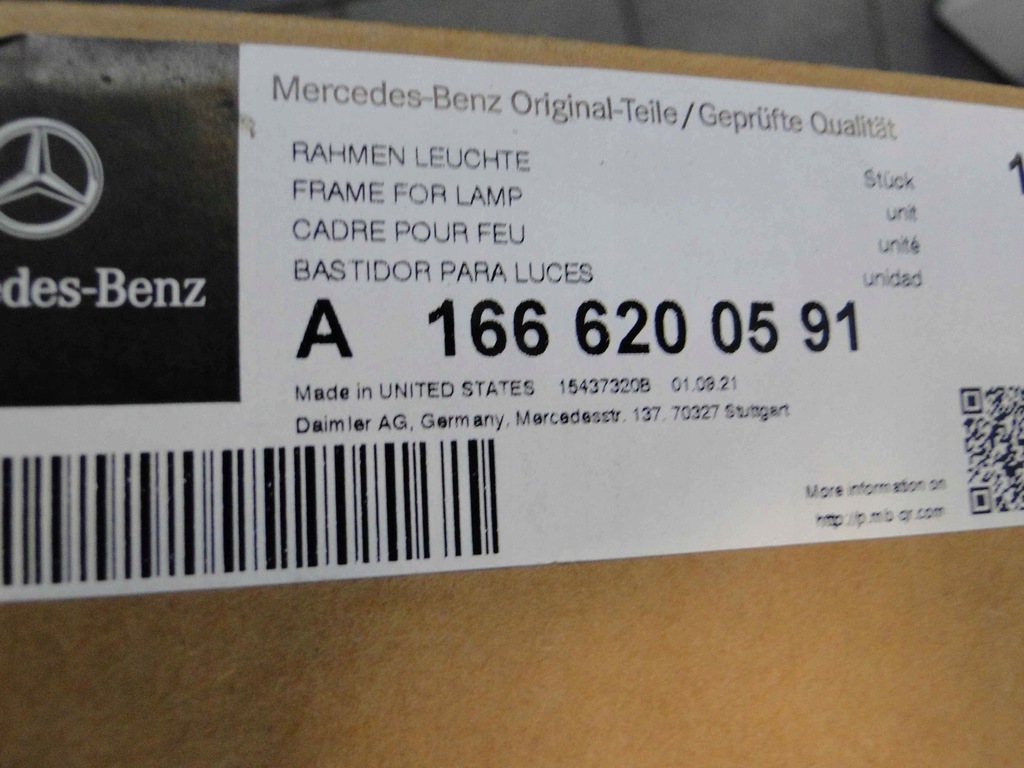 Mercedes-Benz Original-Teile/Geprüfte Qualität
RAHMEN LEUCHTE
FRAME FOR LAMP
CADRE POUR FEU
BASTIDOR PARA LUCES
Stück 1
unit
unité
unidad
des-Benz
A 166 620 05 91
Made in UNITED STATES 15437320B 01.09.21
Daimler AG, Germany, Mercedesstr. 137, 70327 Stuttgart
More information on
http://p.mb-qr.com